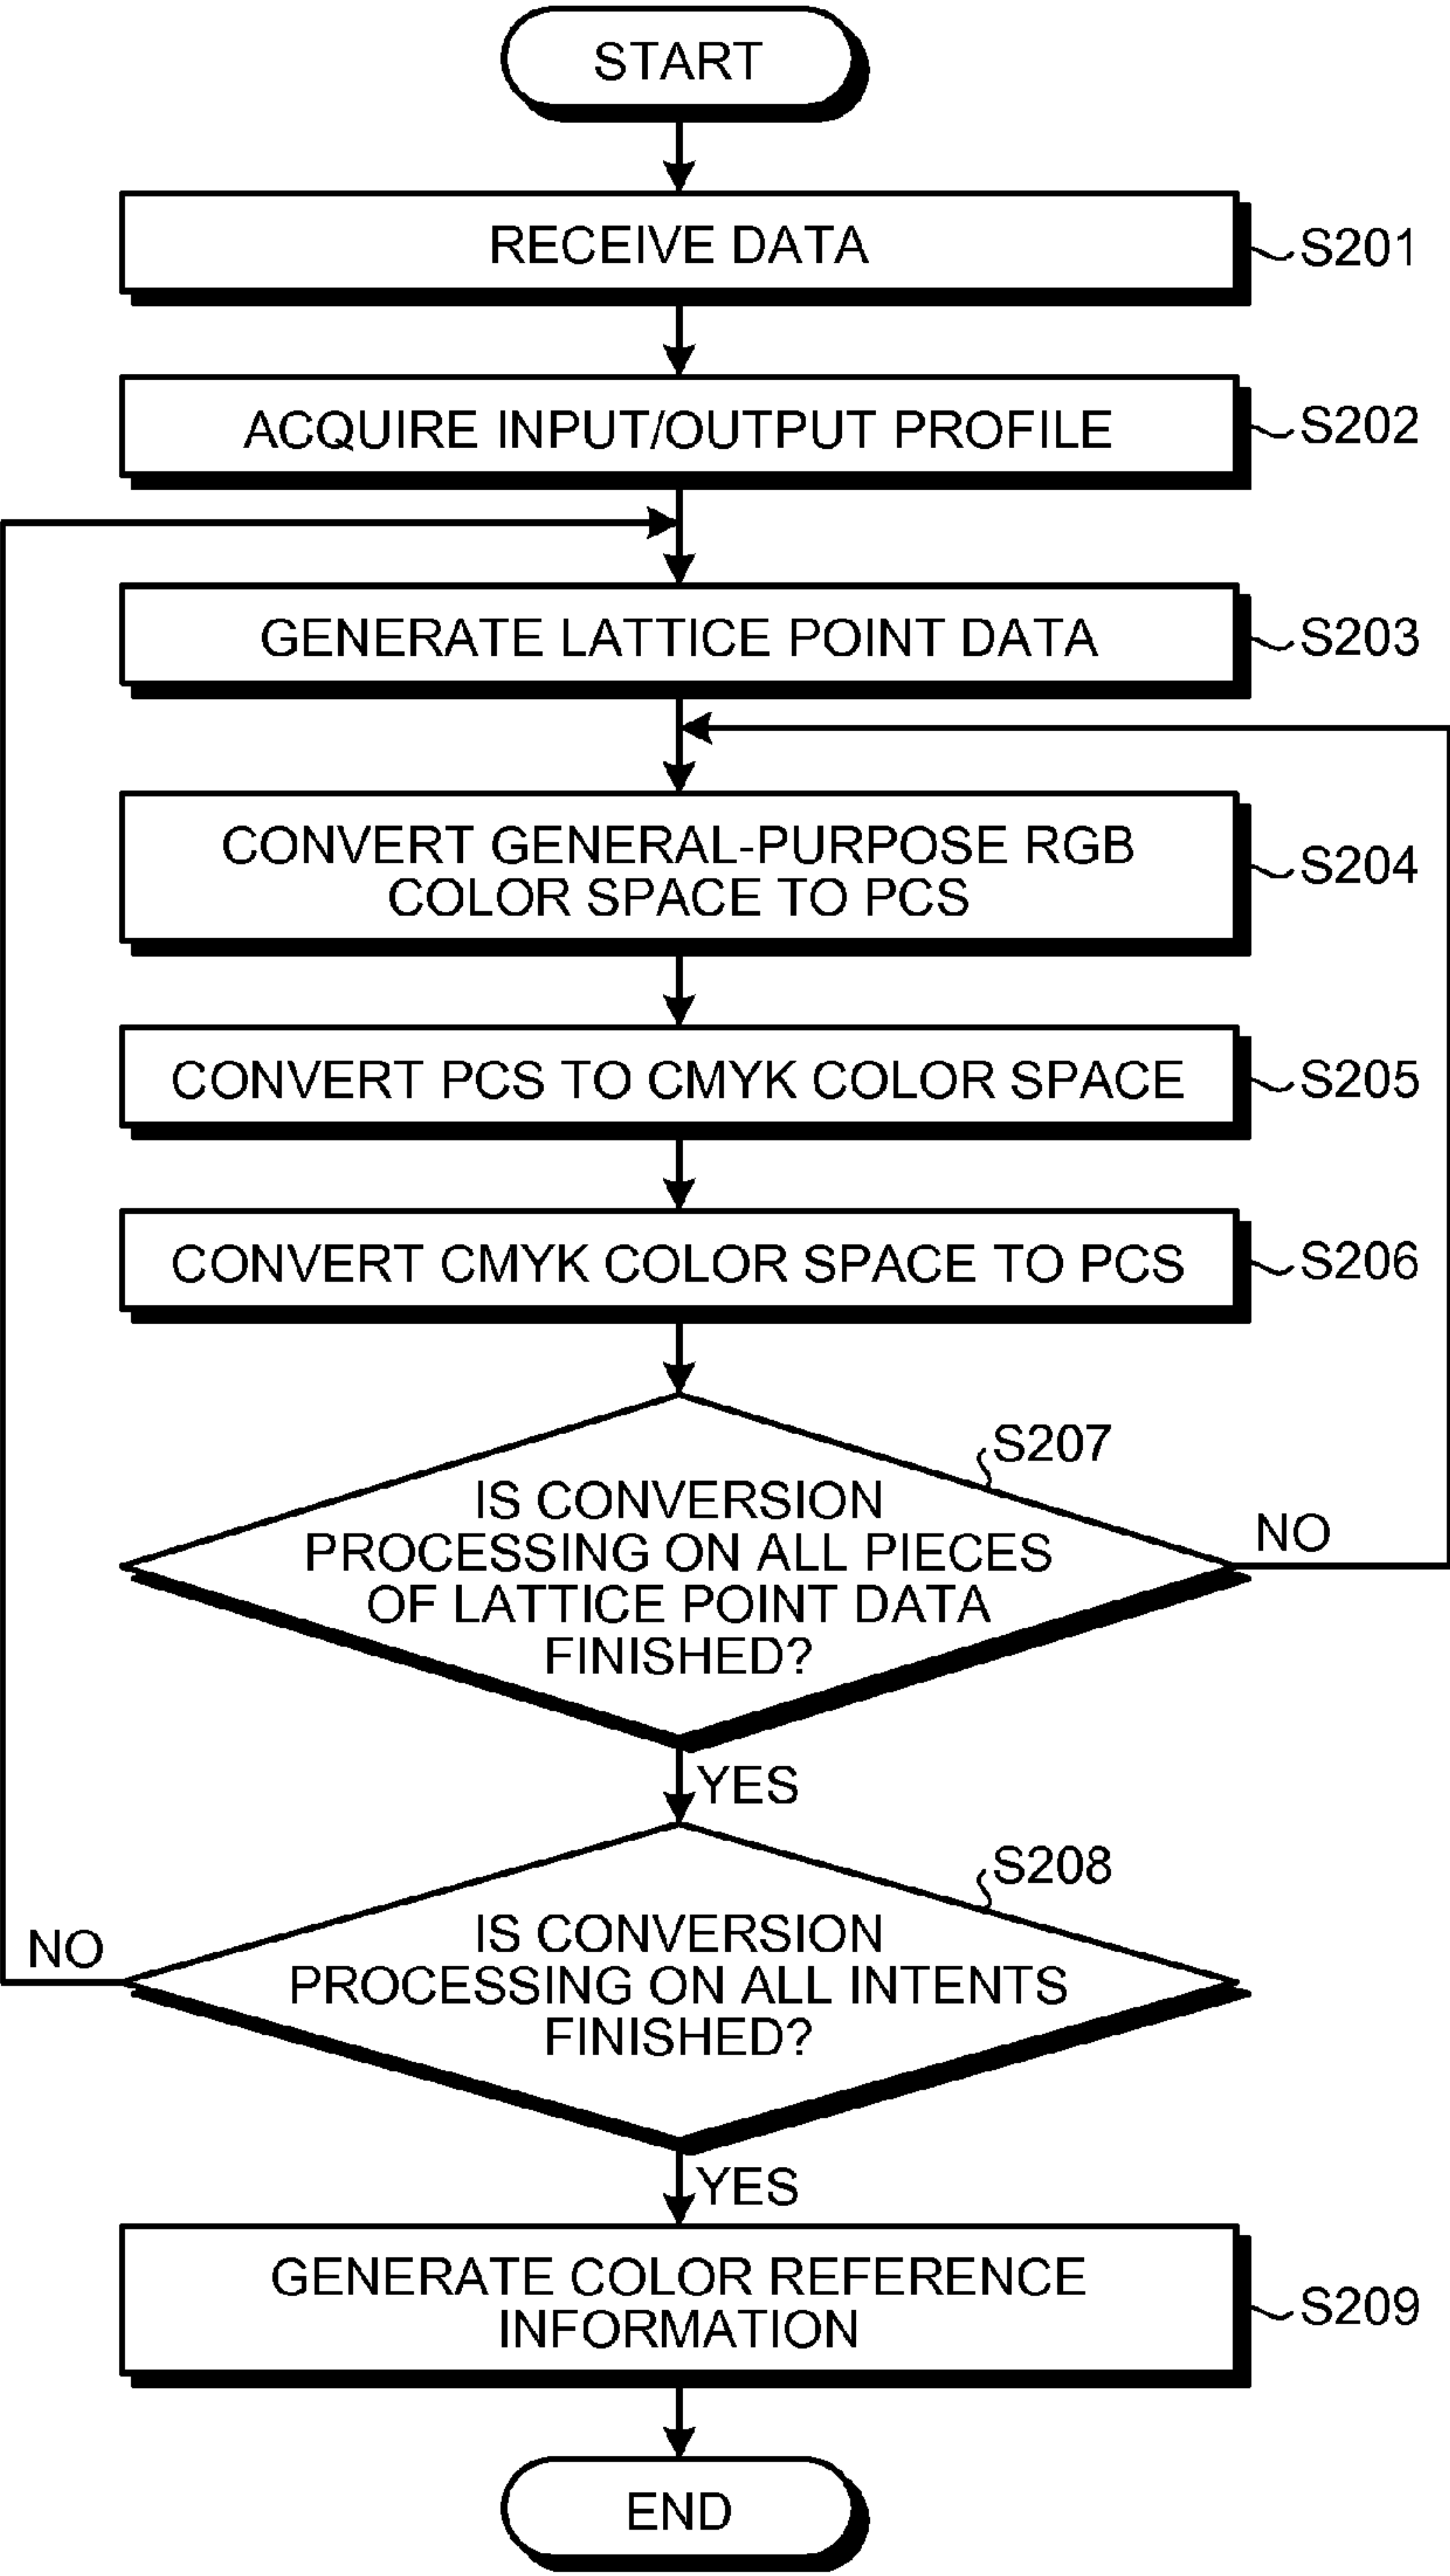 START
RECEIVE DATA
S201
ACQUIRE INPUT/OUTPUT PROFILE
S202
GENERATE LATTICE POINT DATA
S203
CONVERT GENERAL-PURPOSE RGB
COLOR SPACE TO PCS
S204
CONVERT PCS TO CMYK COLOR SPACE
S205
CONVERT CMYK COLOR SPACE TO PCS
S206
S207
IS CONVERSION
PROCESSING ON ALL PIECES
OF LATTICE POINT DATA
FINISHED?
NO
YES
S208
IS CONVERSION
PROCESSING ON ALL INTENTS
FINISHED?
NO
YES
GENERATE COLOR REFERENCE
INFORMATION
S209
END